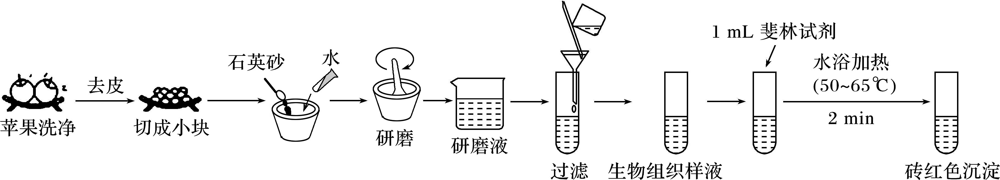 苹果洗净
去皮
切成小块
石英砂
水
研磨
研磨液
过滤
生物组织样液
1 mL 斐林试剂
水浴加热
(50~65℃)
2 min
砖红色沉淀